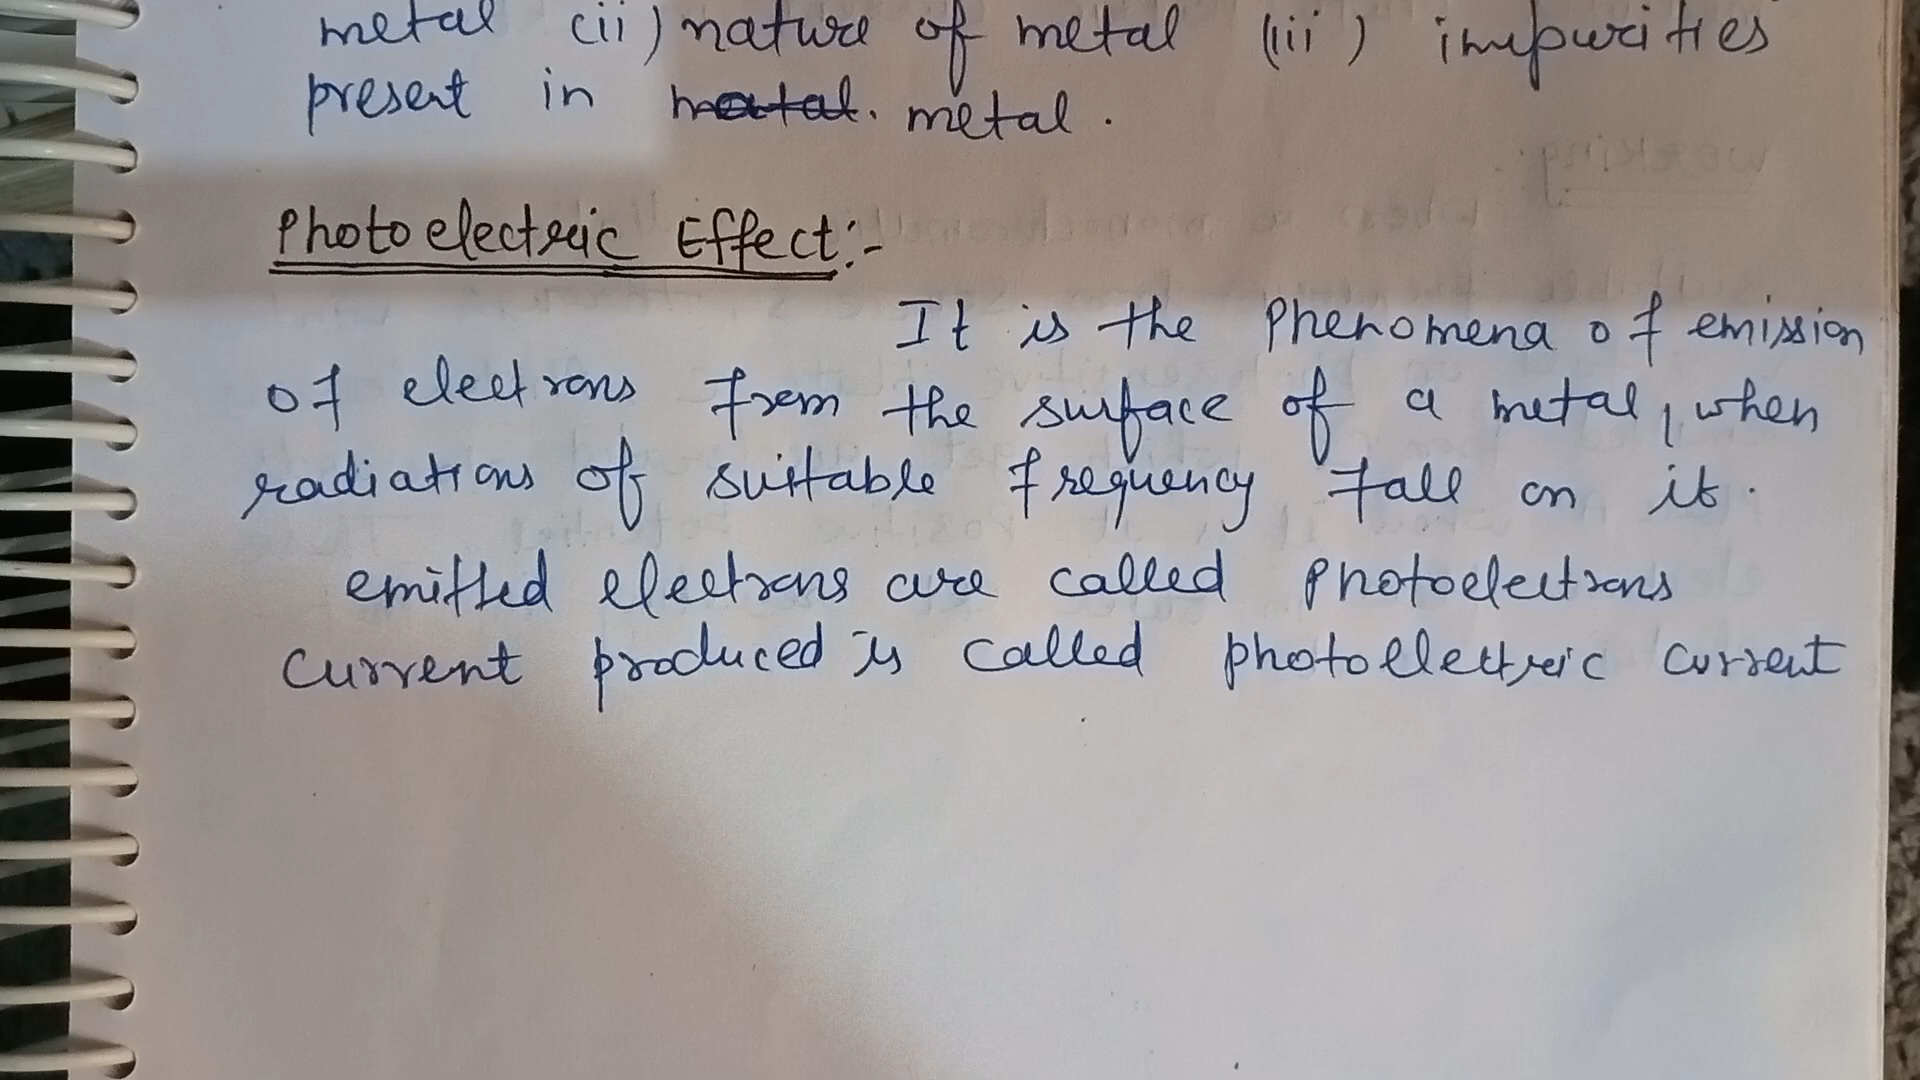 metal (ii) nature of metal (iii) impurities
present in metal. metal.
Photoelectric Effect:-
It is the Phenomena of emission
of electrons from the surface of a metal, when
radiations of suitable frequency fall on it.
emitted electrons are called Photoelectrons
Current produced is called photoelectric current